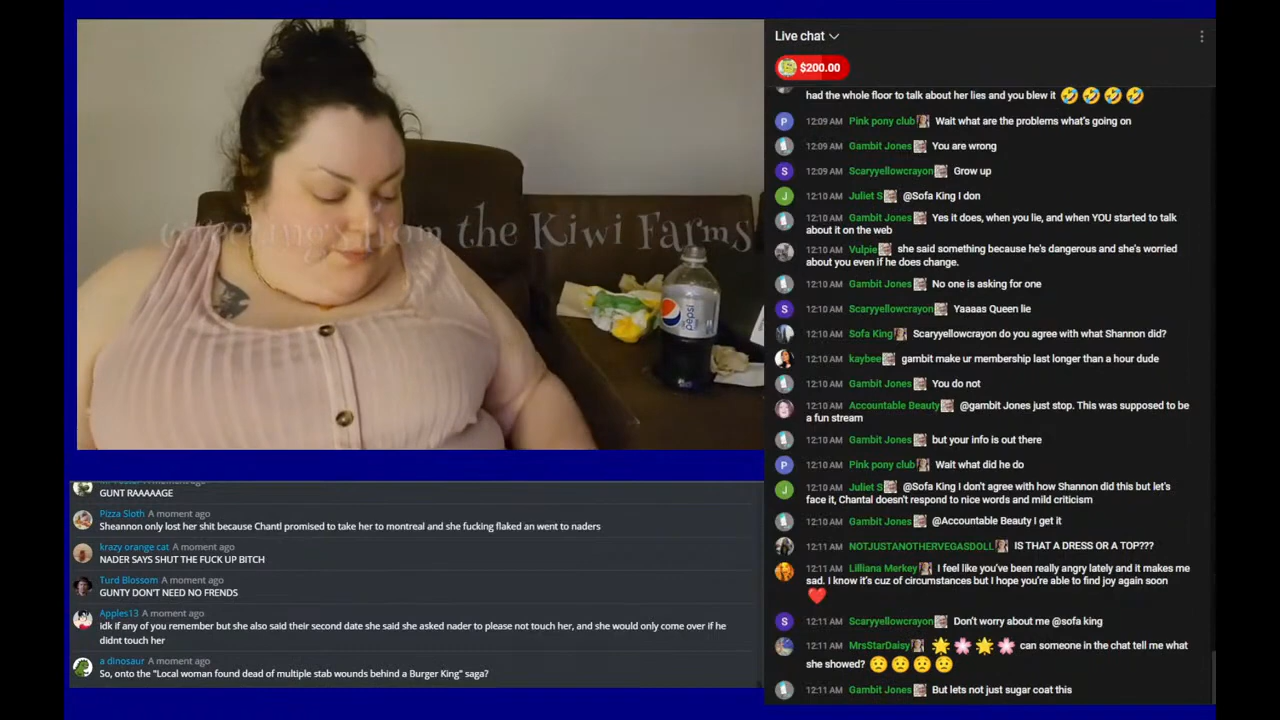 Greetings from the Kiwi Farms
pepsi
GUNT RAAAAAGE
Pizza Sloth A moment ago
Sheannon only lost her shit because Chantl promised to take her to montreal and she fucking flaked an went to naders
krazy orange cat A moment ago
NADER SAYS SHUT THE FUCK UP BITCH
Turd Blossom A moment ago
GUNTY DON'T NEED NO FRENDS
Apples13 A moment ago
idk if any of you remember but she also said their second date she said she asked nader to please not touch her, and she would only come over if he
didnt touch her
a dinosaur A moment ago
So, onto the "Local woman found dead of multiple stab wounds behind a Burger King" saga?
Live chat
$200.00
had the whole floor to talk about her lies and you blew it 🤣 🤣 🤣 🤣
P 12:09 AM Pink pony club Wait what are the problems what's going on
12:09 AM Gambit Jones You are wrong
S 12:09 AM Scaryyellowcrayon Grow up
J 12:10 AM Juliet S @Sofa King I don
12:10 AM Gambit Jones Yes it does, when you lie, and when YOU started to talk
about it on the web
12:10 AM Vulpie she said something because he's dangerous and she's worried
about you even if he does change.
12:10 AM Gambit Jones No one is asking for one
S 12:10 AM Scaryyellowcrayon Yaaaas Queen lie
12:10 AM Sofa King Scaryyellowcrayon do you agree with what Shannon did?
12:10 AM kaybee gambit make ur membership last longer than a hour dude
12:10 AM Gambit Jones You do not
12:10 AM Accountable Beauty @gambit Jones just stop. This was supposed to be
a fun stream
12:10 AM Gambit Jones but your info is out there
P 12:10 AM Pink pony club Wait what did he do
J 12:10 AM Juliet S @Sofa King I don't agree with how Shannon did this but let's
face it, Chantal doesn't respond to nice words and mild criticism
12:10 AM Gambit Jones @Accountable Beauty I get it
12:11 AM NOTJUSTANOTHERVEGASDOLL IS THAT A DRESS OR A TOP???
12:11 AM Lilliana Merkey I feel like you've been really angry lately and it makes me
sad. I know it's cuz of circumstances but I hope you're able to find joy again soon
❤️
S 12:11 AM Scaryyellowcrayon Don't worry about me @sofa king
12:11 AM MrsStarDaisy 🌟 🌸 🌟 🌸 can someone in the chat tell me what
she showed? 😟 😟 😟 😟
12:11 AM Gambit Jones But lets not just sugar coat this